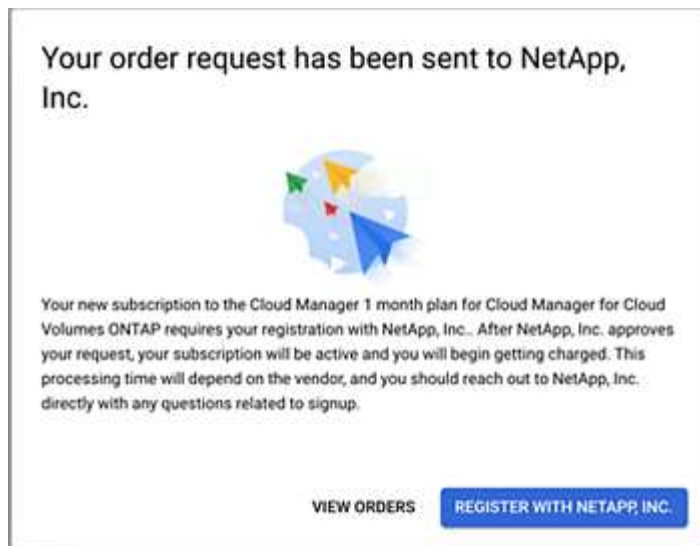 Your order request has been sent to NetApp,
Inc.
Your new subscription to the Cloud Manager 1 month plan for Cloud Manager for Cloud
Volumes ONTAP requires your registration with NetApp, Inc.. After NetApp, Inc. approves
your request, your subscription will be active and you will begin getting charged. This
processing time will depend on the vendor, and you should reach out to NetApp, Inc.
directly with any questions related to signup.
VIEW ORDERS REGISTER WITH NETAPP, INC.